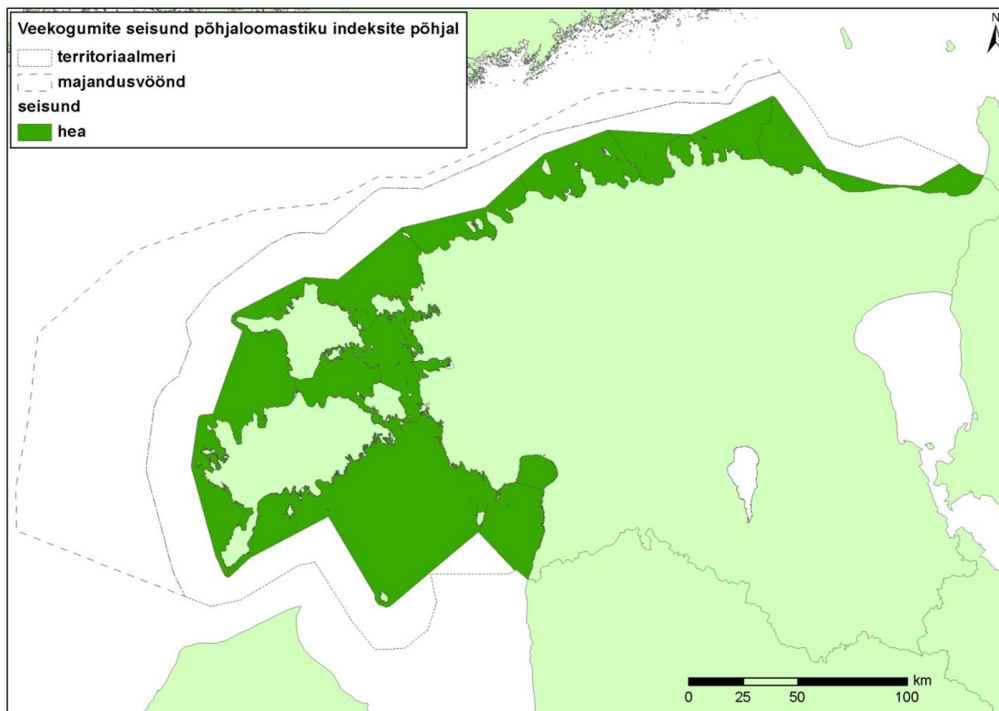 Veekogumite seisund põhjaloomastiku indeksite põhjal
territoriaalmeri
majandusvöönd
seisund
hea
N
km
0 25 50 100